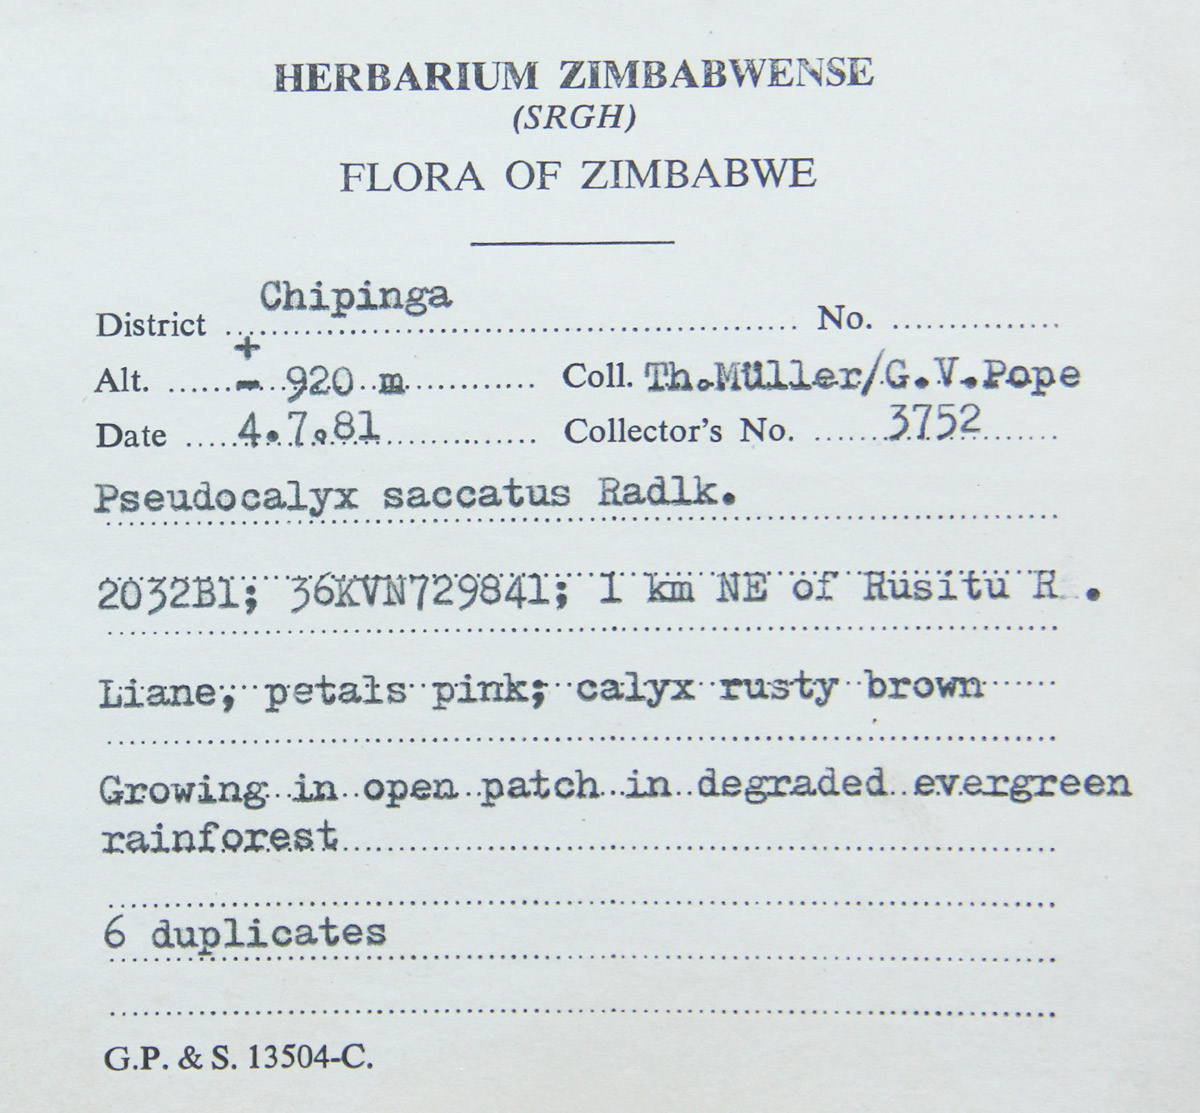 HERBARIUM ZIMBABWENSE
(SRGH)
FLORA OF ZIMBABWE
District Chipinga No.
Alt. ± 920 m Coll. Th.Müller/G.V.Pope
Date 4.7.81 Collector's No. 3752
Pseudocalyx saccatus Radlk.
2032B1; 36KVN729841; 1 km NE of Rusitu R.
Liane; petals pink; calyx rusty brown
Growing in open patch in degraded evergreen
rainforest
6 duplicates
G.P. & S. 13504-C.